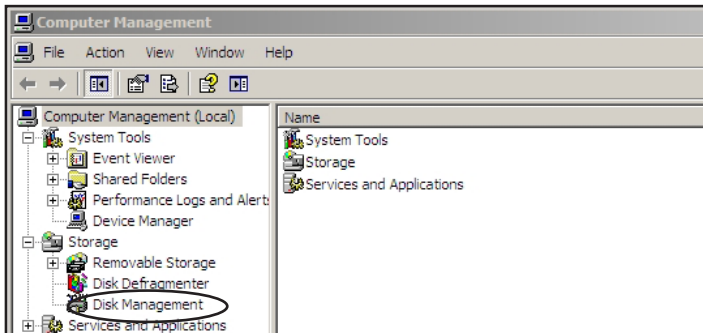 Computer Management
File Action View Window Help
Computer Management (Local)
System Tools
Event Viewer
Shared Folders
Performance Logs and Alerts
Device Manager
Storage
Removable Storage
Disk Defragmenter
Disk Management
Services and Applications
Name
System Tools
Storage
Services and Applications